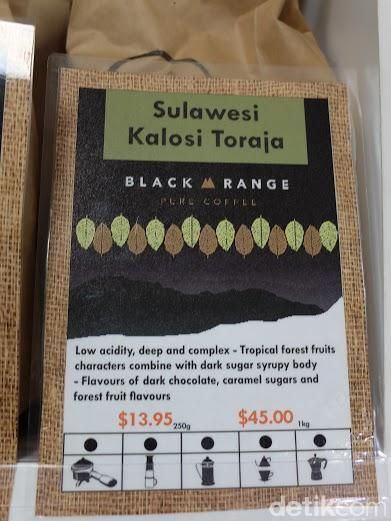 Sulawesi
Kalosi Toraja
BLACK RANGE
PURE COFFEE
Low acidity, deep and complex - Tropical forest fruits
characters combine with dark sugar syrupy body
- Flavours of dark chocolate, caramel sugars and
forest fruit flavours
$13.95 250g $45.00 1kg
detikcom